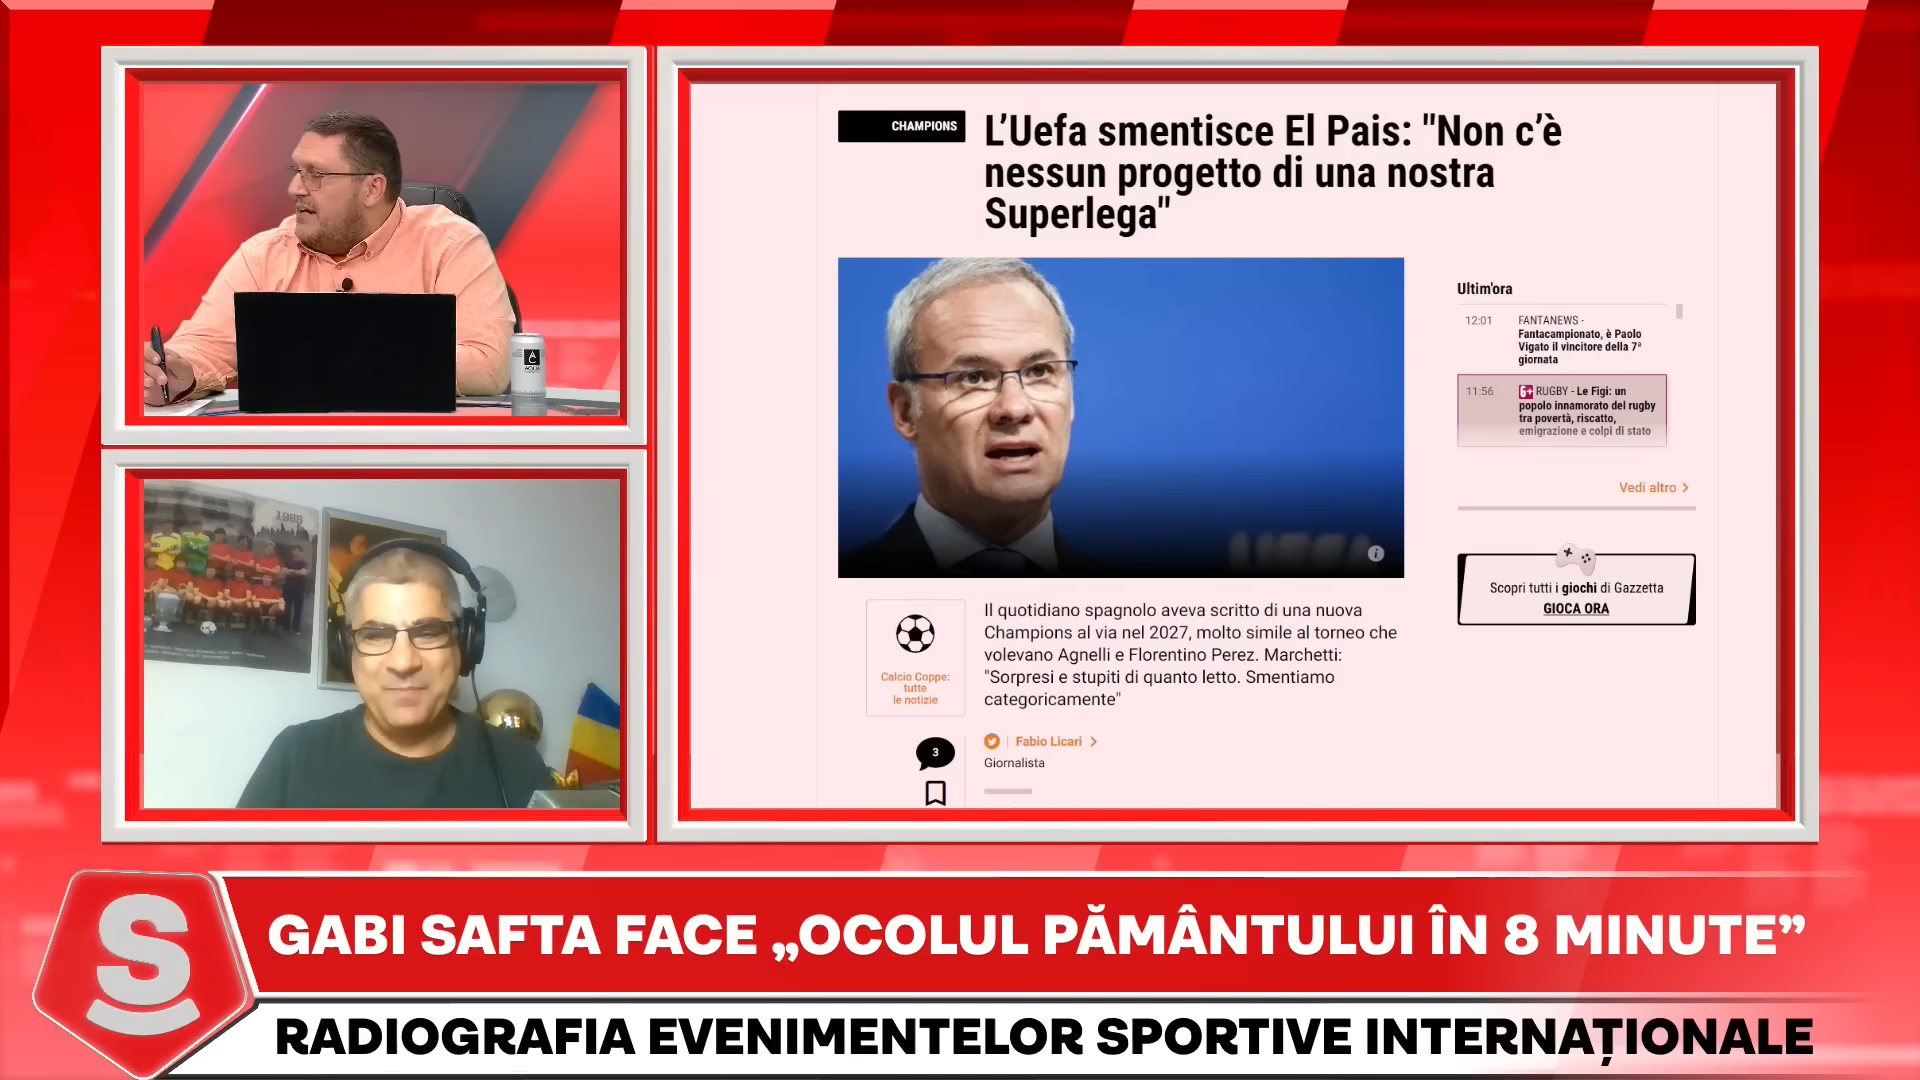 CHAMPIONS
L’Uefa smentisce El Pais: "Non c’è
nessun progetto di una nostra
Superlega"
Ultim'ora
12:01
FANTANEWS -
Fantacampionato, è Paolo
Vigato il vincitore della 7ª
giornata
11:56
G+ RUGBY - Le Figi: un
popolo innamorato del rugby
tra povertà, riscatto,
emigrazione e colpi di stato
Vedi altro
Scopri tutti i giochi di Gazzetta
GIOCA ORA
UEFA
i
Il quotidiano spagnolo aveva scritto di una nuova
Champions al via nel 2027, molto simile al torneo che
volevano Agnelli e Florentino Perez. Marchetti:
"Sorpresi e stupiti di quanto letto. Smentiamo
categoricamente"
Calcio Coppe:
tutte
le notizie
Fabio Licari
Giornalista
3
1986
AC
AQUA
S
GABI SAFTA FACE „OCOLUL PĂMÂNTULUI ÎN 8 MINUTE”
RADIOGRAFIA EVENIMENTELOR SPORTIVE INTERNAȚIONALE